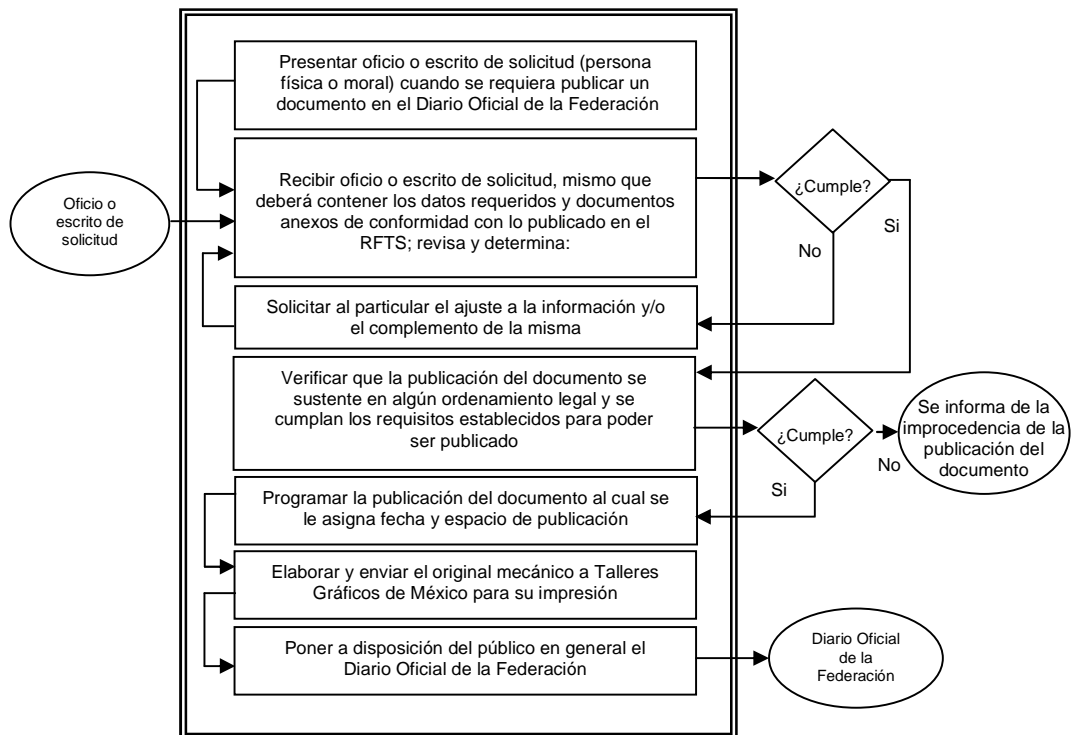 Presentar oficio o escrito de solicitud (persona
física o moral) cuando se requiera publicar un
documento en el Diario Oficial de la Federación
Oficio o
escrito de
solicitud
Recibir oficio o escrito de solicitud, mismo que
deberá contener los datos requeridos y documentos
anexos de conformidad con lo publicado en el
RFTS; revisa y determina:
¿Cumple?
Si
No
Solicitar al particular el ajuste a la información y/o
el complemento de la misma
Verificar que la publicación del documento se
sustente en algún ordenamiento legal y se
cumplan los requisitos establecidos para poder
ser publicado
¿Cumple?
No
Si
Se informa de la
improcedencia de la
publicación del
documento
Programar la publicación del documento al cual se
le asigna fecha y espacio de publicación
Elaborar y enviar el original mecánico a Talleres
Gráficos de México para su impresión
Poner a disposición del público en general el
Diario Oficial de la Federación
Diario Oficial
de la
Federación